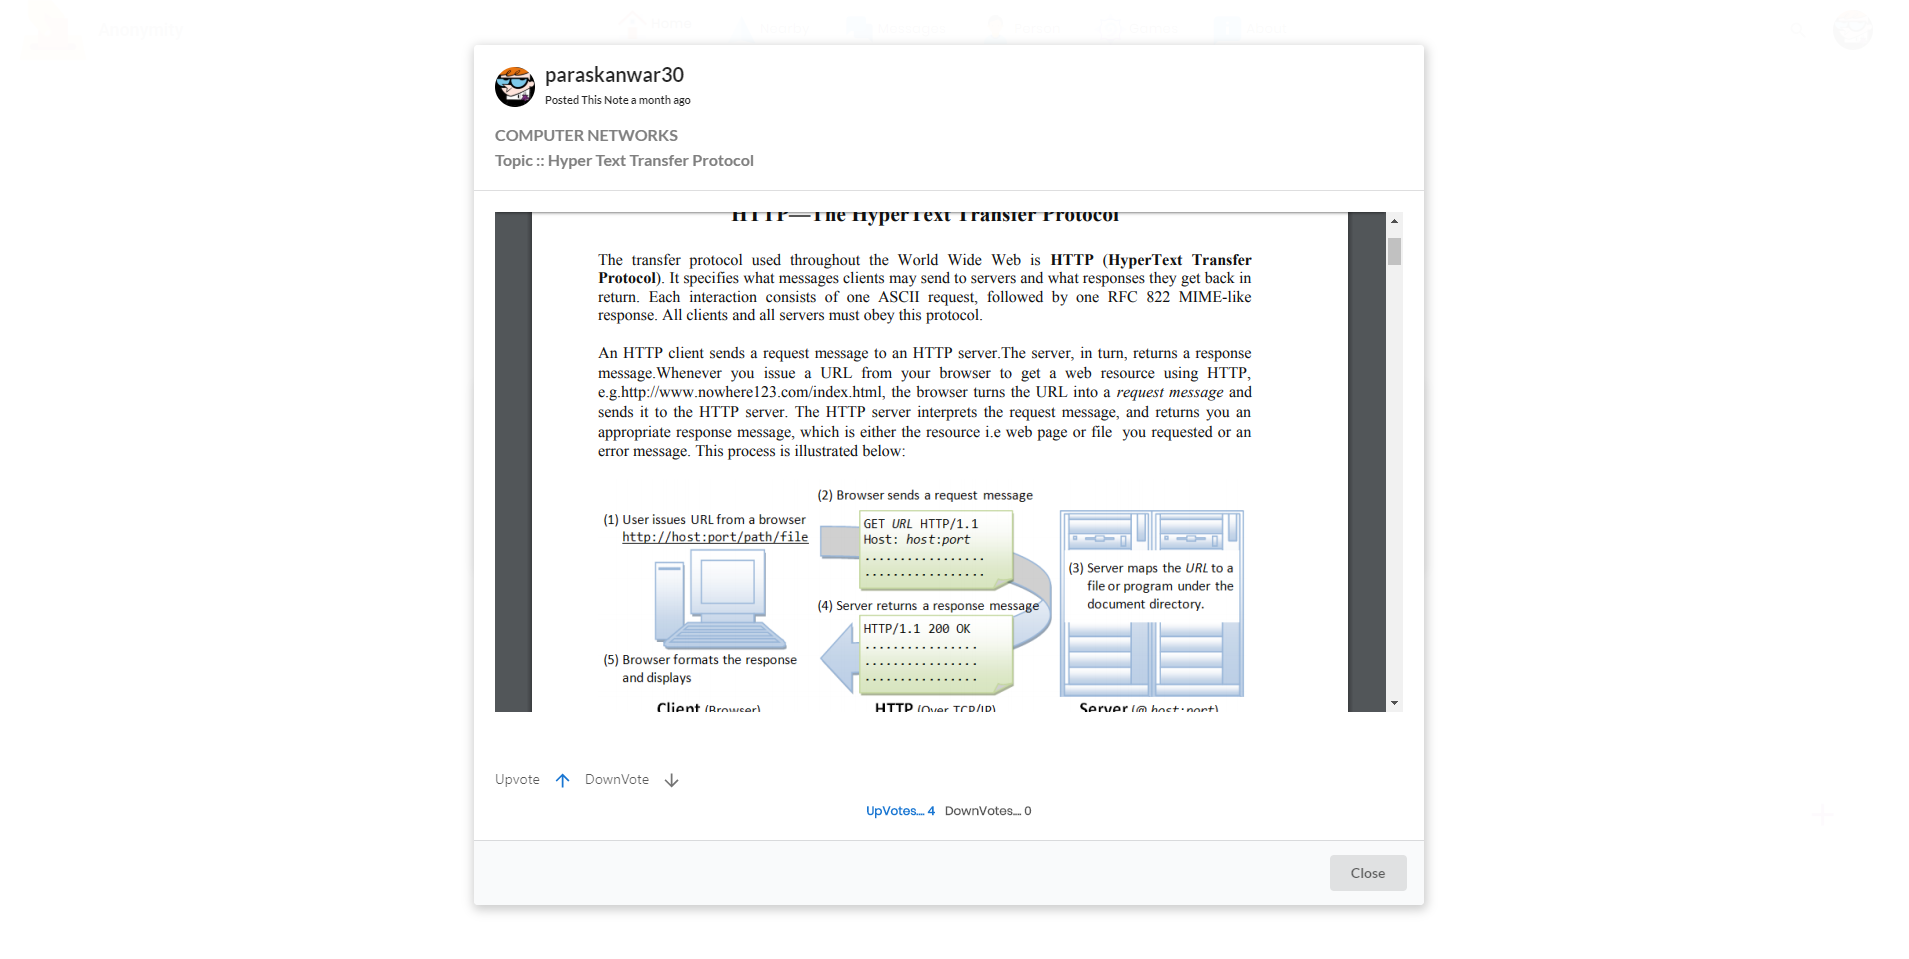 paraskanwar30
Posted This Note a month ago
COMPUTER NETWORKS
Topic :: Hyper Text Transfer Protocol
HTTP—The HyperText Transfer Protocol
The transfer protocol used throughout the World Wide Web is HTTP (HyperText Transfer
Protocol). It specifies what messages clients may send to servers and what responses they get back in
return. Each interaction consists of one ASCII request, followed by one RFC 822 MIME-like
response. All clients and all servers must obey this protocol.
An HTTP client sends a request message to an HTTP server.The server, in turn, returns a response
message.Whenever you issue a URL from your browser to get a web resource using HTTP,
e.g.http://www.nowhere123.com/index.html, the browser turns the URL into a request message and
sends it to the HTTP server. The HTTP server interprets the request message, and returns you an
appropriate response message, which is either the resource i.e web page or file you requested or an
error message. This process is illustrated below:
(2) Browser sends a request message
(1) User issues URL from a browser
http://host:port/path/file
GET URL HTTP/1.1
Host: host:port
................
................
(3) Server maps the URL to a
file or program under the
document directory.
(4) Server returns a response message
HTTP/1.1 200 OK
...............
...............
...............
(5) Browser formats the response
and displays
Client (Browser)
HTTP (Over TCP/IP)
Server (@ host:port)
Upvote
DownVote
UpVotes.... 4 DownVotes.... 0
Close